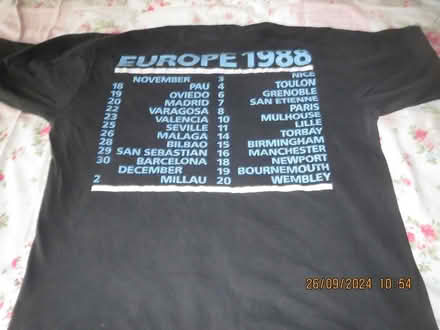 EUROPE 1988
NOVEMBER
18 PAU
19 OVIEDO
20 MADRID
22 VARAGOSA
23 VALENCIA
25 SEVILLE
26 MALAGA
28 BILBAO
29 SAN SEBASTIAN
30 BARCELONA
DECEMBER
2 MILLAU
3 NICE
4 TOULON
6 GRENOBLE
7 SAN ETIENNE
8 PARIS
10 MULHOUSE
11 LILLE
14 TORBAY
15 BIRMINGHAM
16 MANCHESTER
18 NEWPORT
19 BOURNEMOUTH
20 WEMBLEY
26/09/2024 10:54